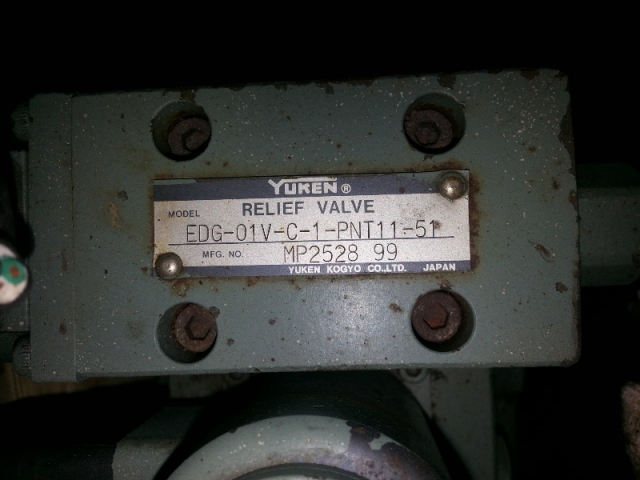 YUKEN ®
MODEL RELIEF VALVE
EDG-01V-C-1-PNT11-51
MFG. NO. MP2528 99
YUKEN KOGYO CO.,LTD. JAPAN